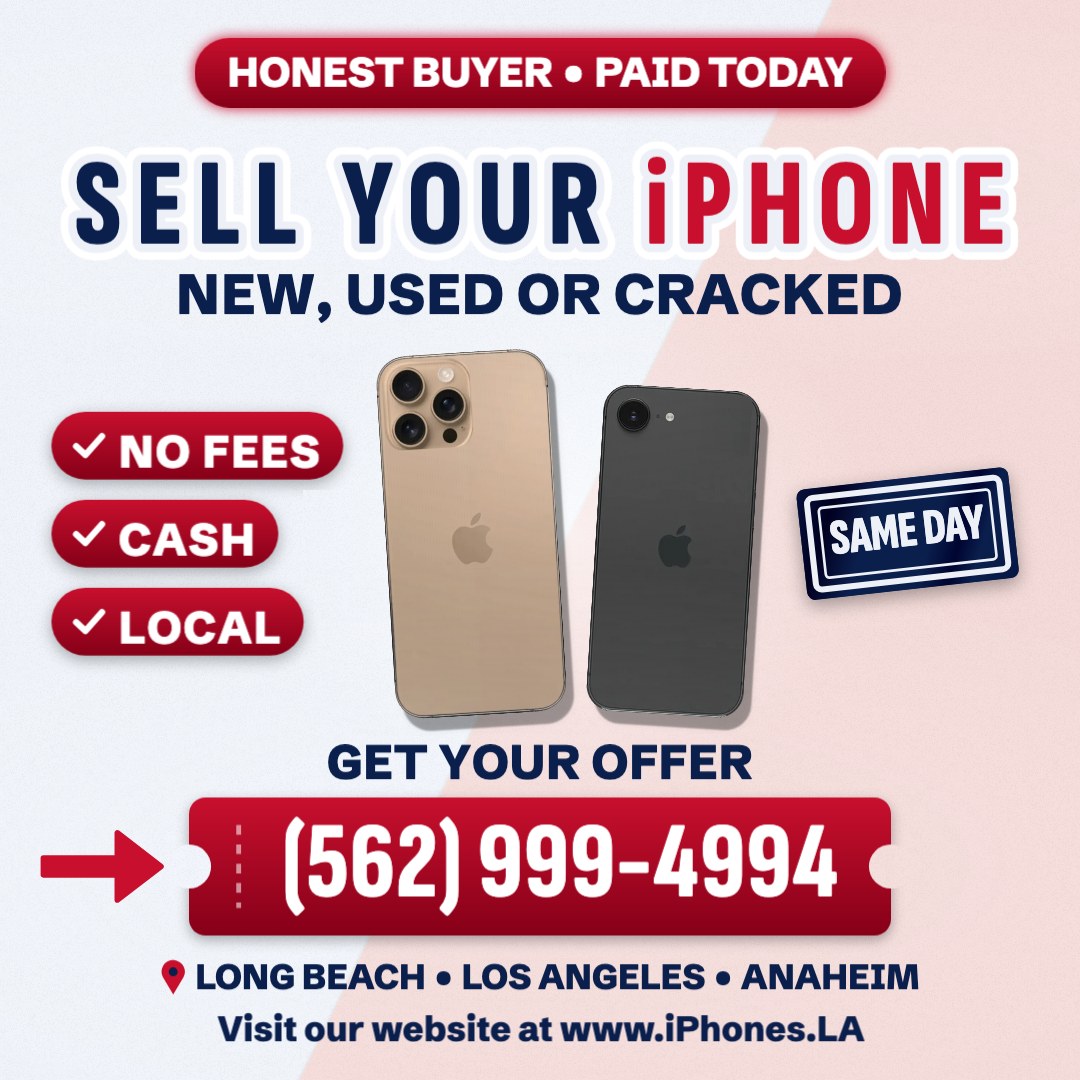 HONEST BUYER • PAID TODAY
SELL YOUR iPHONE
NEW, USED OR CRACKED
✓ NO FEES
✓ CASH
✓ LOCAL
SAME DAY
GET YOUR OFFER
(562) 999-4994
LONG BEACH • LOS ANGELES • ANAHEIM
Visit our website at www.iPhones.LA